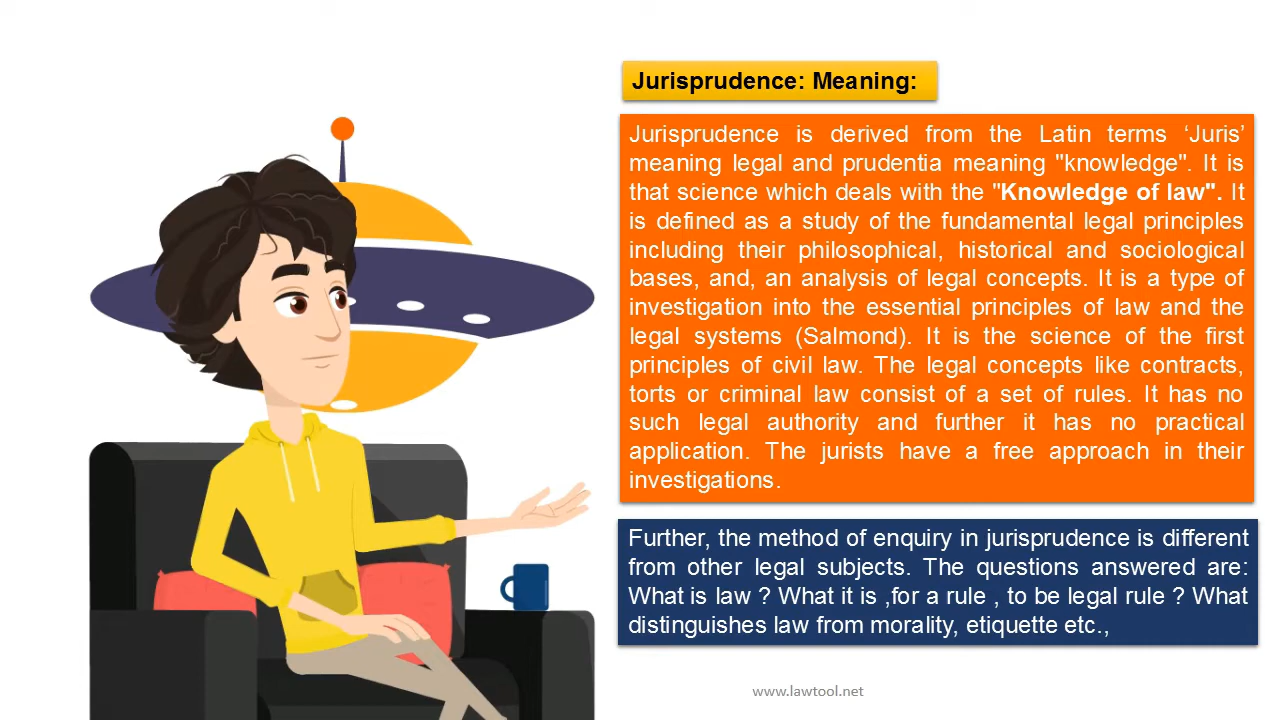 Jurisprudence: Meaning:
Jurisprudence is derived from the Latin terms ‘Juris’
meaning legal and prudentia meaning "knowledge". It is
that science which deals with the "Knowledge of law". It
is defined as a study of the fundamental legal principles
including their philosophical, historical and sociological
bases, and, an analysis of legal concepts. It is a type of
investigation into the essential principles of law and the
legal systems (Salmond). It is the science of the first
principles of civil law. The legal concepts like contracts,
torts or criminal law consist of a set of rules. It has no
such legal authority and further it has no practical
application. The jurists have a free approach in their
investigations.
Further, the method of enquiry in jurisprudence is different
from other legal subjects. The questions answered are:
What is law ? What it is ,for a rule , to be legal rule ? What
distinguishes law from morality, etiquette etc.,
www.lawtool.net